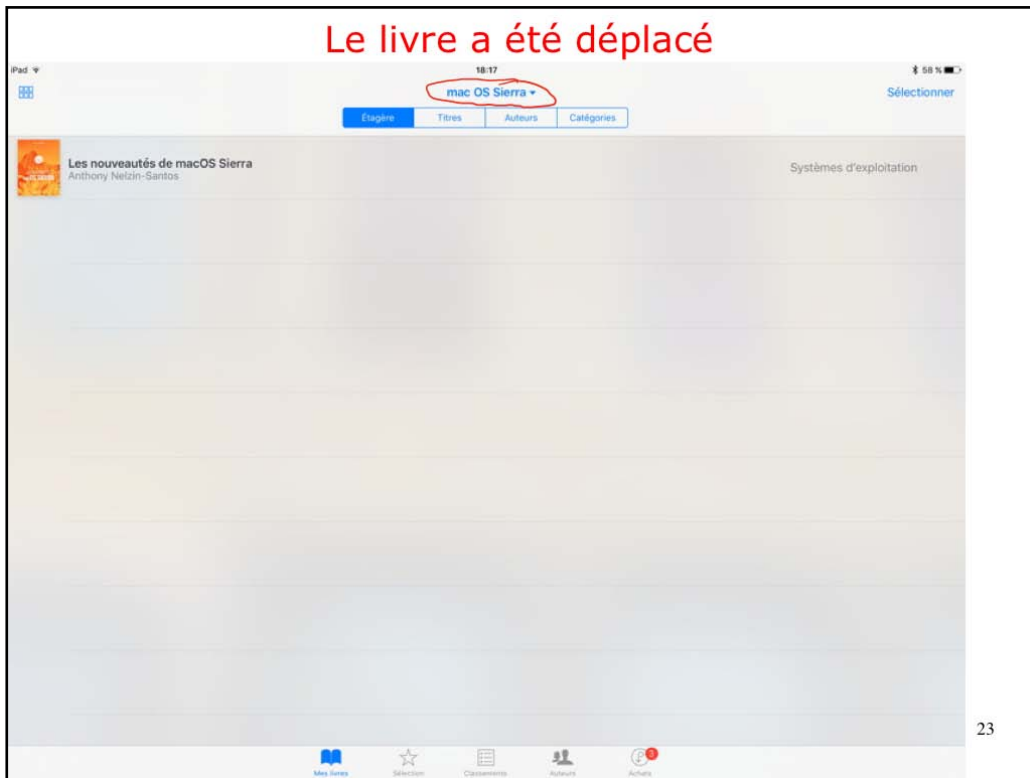 Le livre a été déplacé
iPad 18:17 58 %
mac OS Sierra
Sélectionner
Étagère Titres Auteurs Catégories
Les nouveautés de macOS Sierra Systèmes d'exploitation
Anthony Nelzin-Santos
23
3
Mes livres Sélection Classements Auteurs Achats